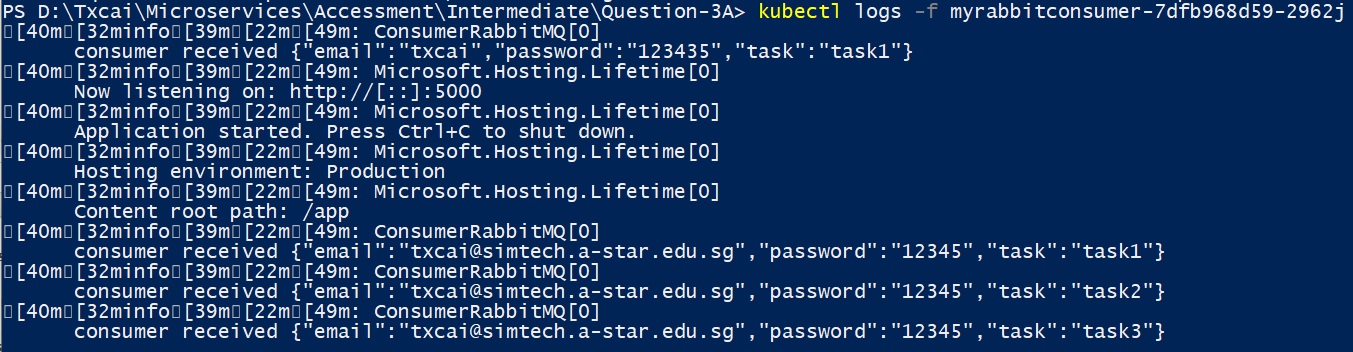 PS D:\Txcai\Microservices\Accessment\Intermediate\Question-3A> kubectl logs -f myrabbitconsumer-7dfb968d59-2962j
▯[40m▯[32minfo▯[39m▯[22m▯[49m: ConsumerRabbitMQ[0]
consumer received {"email":"txcai","password":"123435","task":"task1"}
▯[40m▯[32minfo▯[39m▯[22m▯[49m: Microsoft.Hosting.Lifetime[0]
Now listening on: http://[::]:5000
▯[40m▯[32minfo▯[39m▯[22m▯[49m: Microsoft.Hosting.Lifetime[0]
Application started. Press Ctrl+C to shut down.
▯[40m▯[32minfo▯[39m▯[22m▯[49m: Microsoft.Hosting.Lifetime[0]
Hosting environment: Production
▯[40m▯[32minfo▯[39m▯[22m▯[49m: Microsoft.Hosting.Lifetime[0]
Content root path: /app
▯[40m▯[32minfo▯[39m▯[22m▯[49m: ConsumerRabbitMQ[0]
consumer received {"email":"txcai@simtech.a-star.edu.sg","password":"12345","task":"task1"}
▯[40m▯[32minfo▯[39m▯[22m▯[49m: ConsumerRabbitMQ[0]
consumer received {"email":"txcai@simtech.a-star.edu.sg","password":"12345","task":"task2"}
▯[40m▯[32minfo▯[39m▯[22m▯[49m: ConsumerRabbitMQ[0]
consumer received {"email":"txcai@simtech.a-star.edu.sg","password":"12345","task":"task3"}